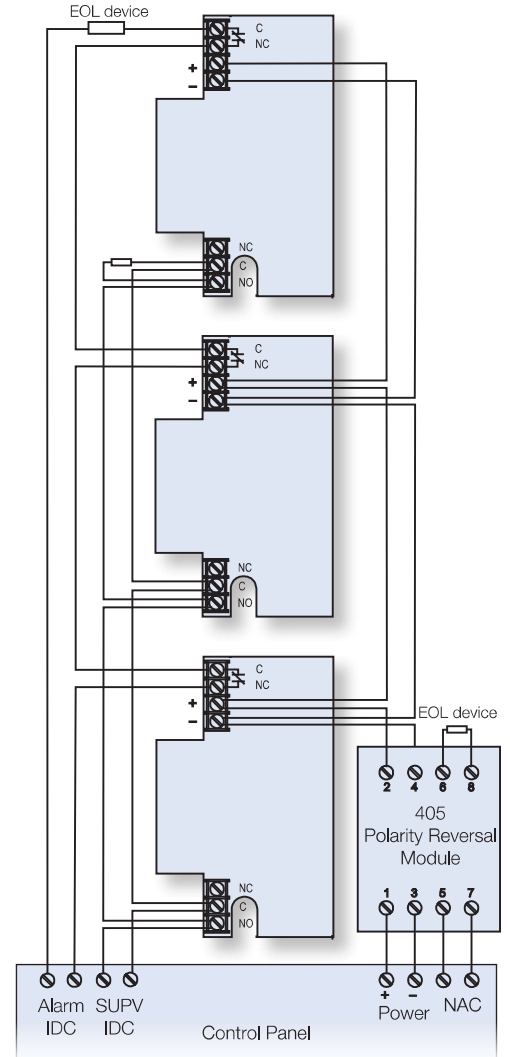 EOL device
C
NC
+
–
NC
C
NO
C
NC
+
–
NC
C
NO
C
NC
+
–
EOL device
2 4 6 8
405
Polarity Reversal
Module
1 3 5 7
NC
C
NO
+ –
Alarm IDC
SUPV IDC
Power
NAC
Control Panel